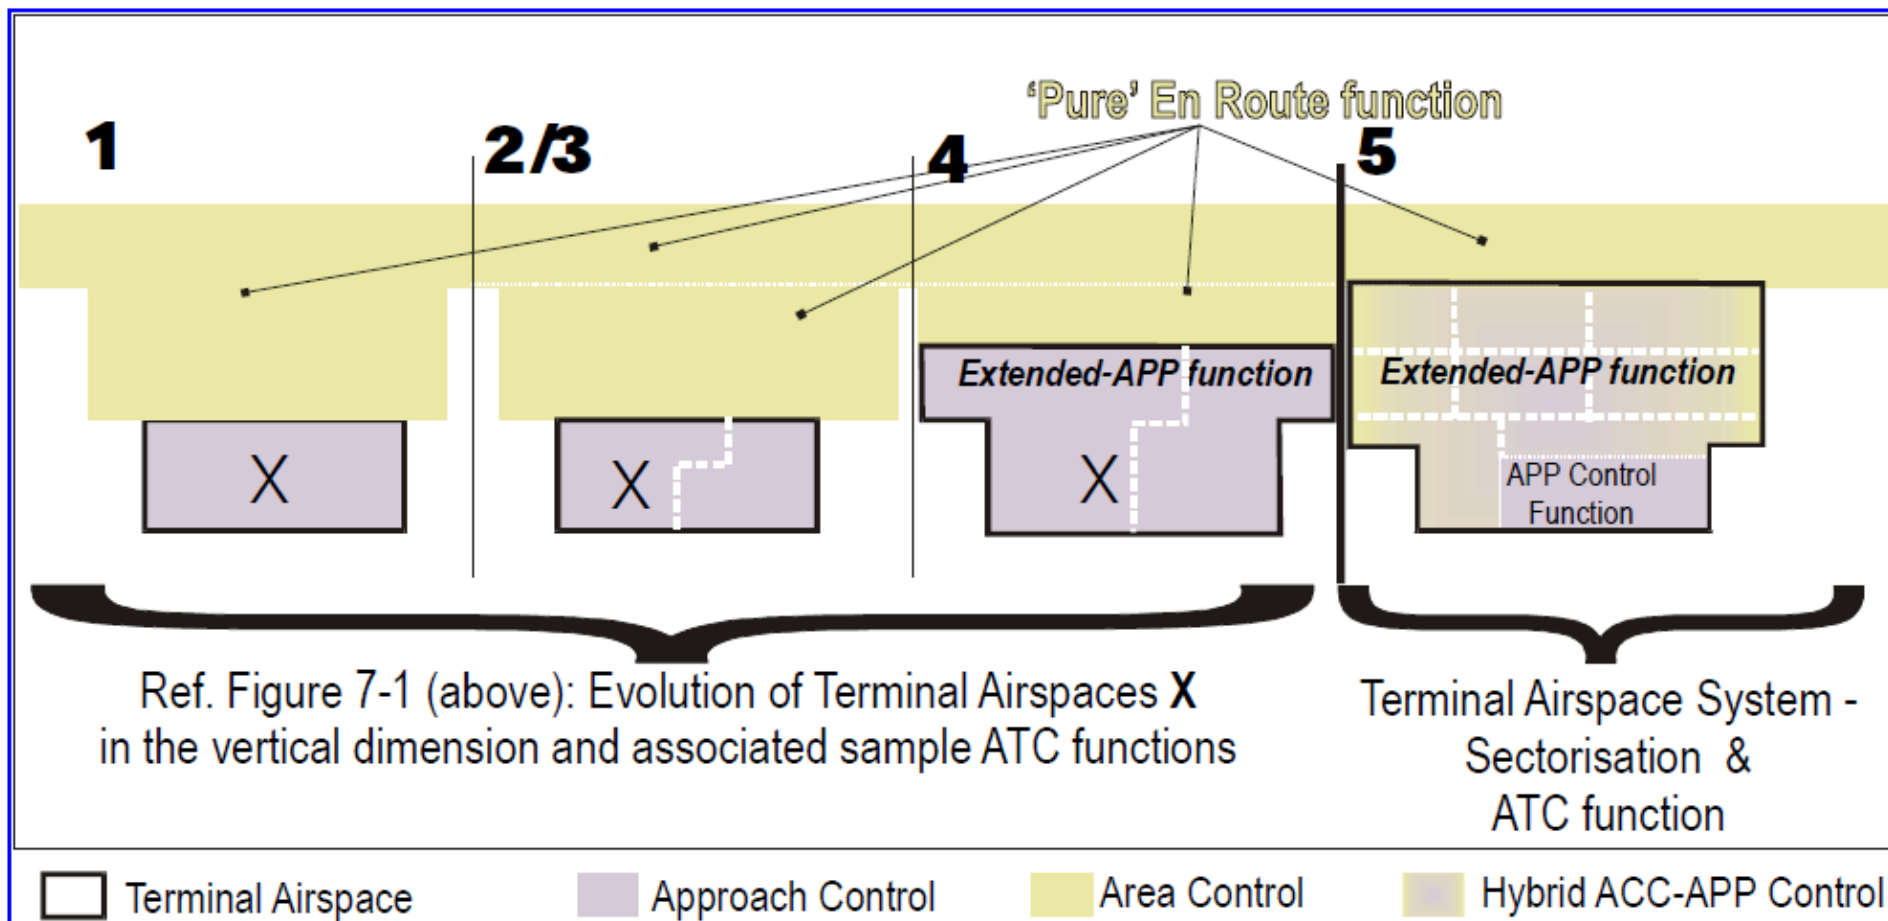 'Pure' En Route function
1
2/3
4
5
Extended-APP function
Extended-APP function
X
X
X
APP Control
Function
Ref. Figure 7-1 (above): Evolution of Terminal Airspaces X
in the vertical dimension and associated sample ATC functions
Terminal Airspace System -
Sectorisation &
ATC function
Terminal Airspace
Approach Control
Area Control
Hybrid ACC-APP Control